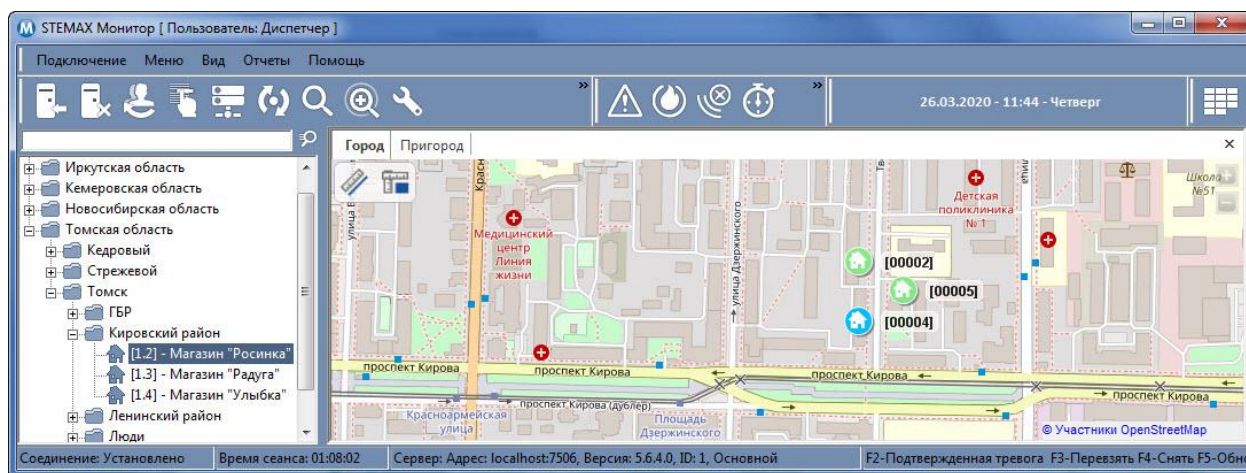 STEMAX Монитор [ Пользователь: Диспетчер ]
Подключение Меню Вид Отчеты Помощь
26.03.2020 - 11:44 - Четверг
Город Пригород
Иркутская область
Кемеровская область
Новосибирская область
Томская область
Кедровый
Стрежевой
Томск
ГБР
Кировский район
[1.2] - Магазин "Росинка"
[1.3] - Магазин "Радуга"
[1.4] - Магазин "Улыбка"
Ленинский район
Люди
Крас
улица Дзержинского
Школа
№51
Детская
поликлиника
№ 1
Медицинский
центр
Линия
жизни
[00002]
[00005]
[00004]
проспект Кирова
проспект Кирова
проспект Кирова
проспект Кирова (дублёр)
проспект Кирова
Красноармейская
улица
Площадь
Дзержинского
© Участники OpenStreetMap
Соединение: Установлено Время сеанса: 01:08:02 Сервер: Адрес: localhost:7506, Версия: 5.6.4.0, ID: 1, Основной F2-Подтвержденная тревога F3-Перевзять F4-Снять F5-Обн